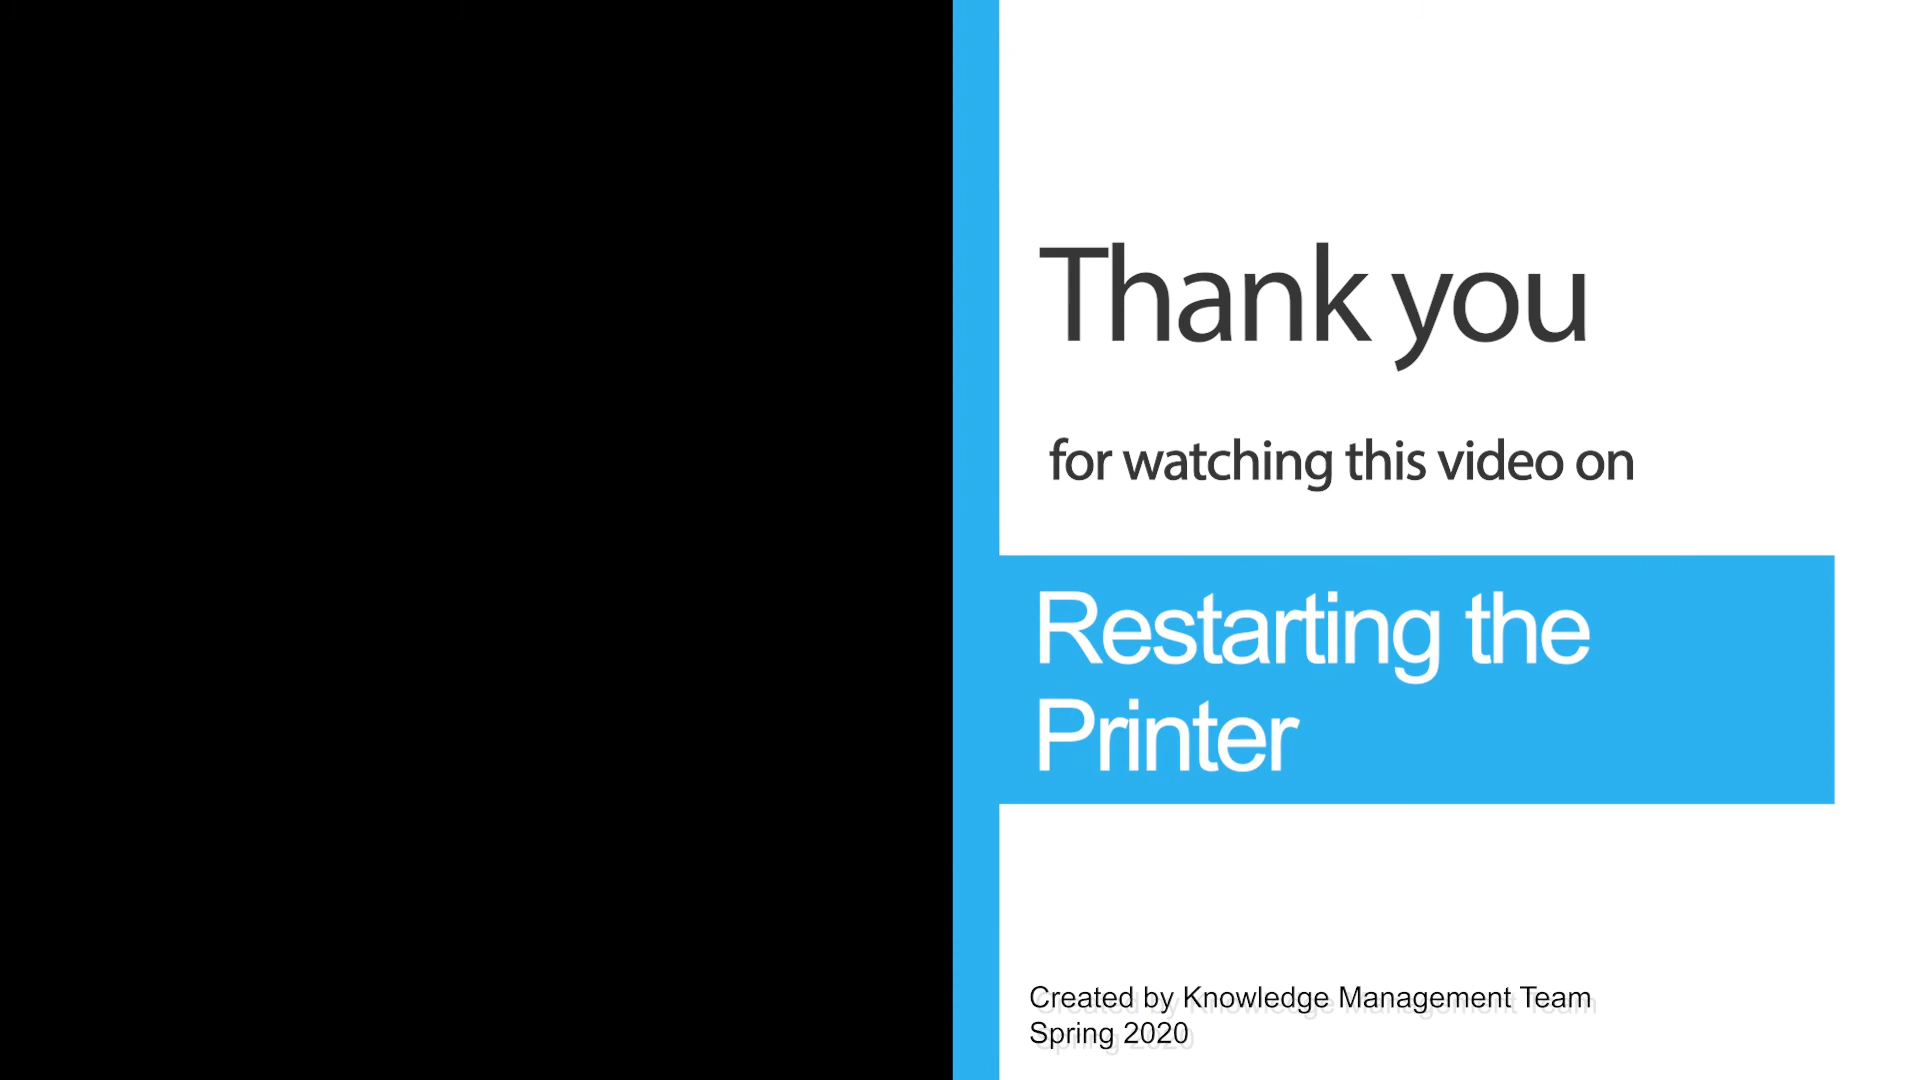 Thank you
for watching this video on
Restarting the
Printer
Created by Knowledge Management Team
Spring 2020